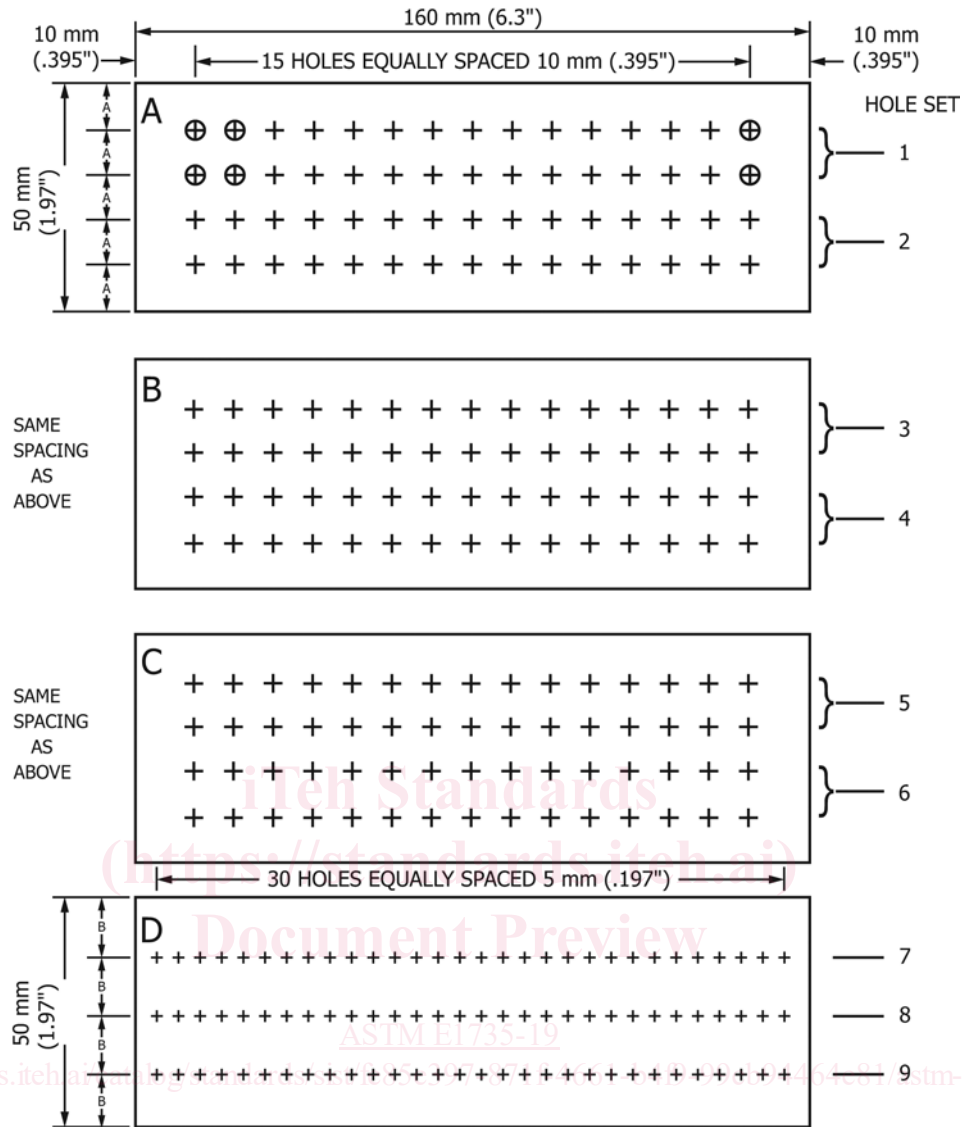 160 mm (6.3")
10 mm
(.395")
10 mm
(.395")
15 HOLES EQUALLY SPACED 10 mm (.395")
HOLE SET
A
A
A
A
A
A
50 mm
(1.97")
1
2
B
SAME
SPACING
AS
ABOVE
3
4
C
SAME
SPACING
AS
ABOVE
5
6
iTeh Standards
(https://standards.iteh.ai)
30 HOLES EQUALLY SPACED 5 mm (.197")
Document Preview
D
B
B
B
B
50 mm
(1.97")
7
8
9
ASTM E1735-19